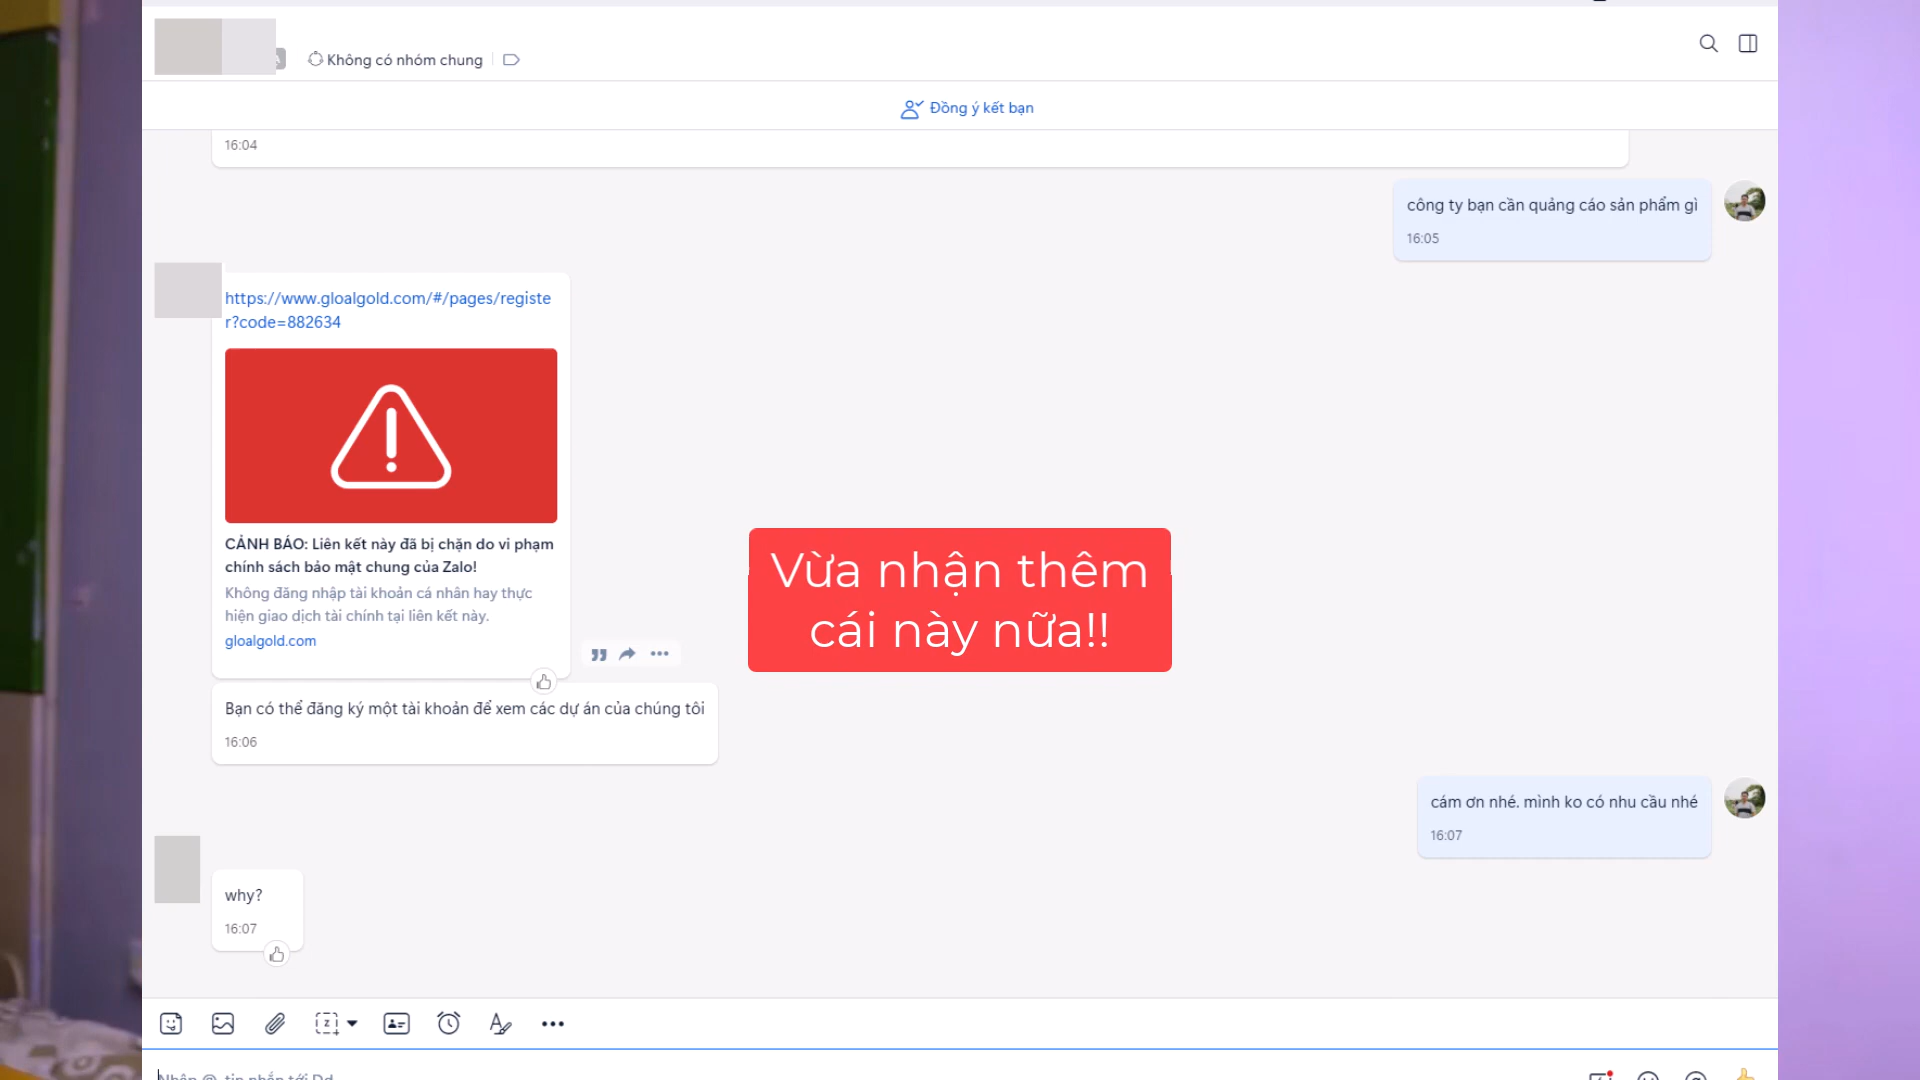 Không có nhóm chung
Đồng ý kết bạn
16:04
công ty bạn cần quảng cáo sản phẩm gì
16:05
https://www.gloalgold.com/#/pages/registe
r?code=882634
CẢNH BÁO: Liên kết này đã bị chặn do vi phạm
chính sách bảo mật chung của Zalo!
Không đăng nhập tài khoản cá nhân hay thực
hiện giao dịch tài chính tại liên kết này.
gloalgold.com
Vừa nhận thêm
cái này nữa!!
Bạn có thể đăng ký một tài khoản để xem các dự án của chúng tôi
16:06
cám ơn nhé. mình ko có nhu cầu nhé
16:07
why?
16:07
Nhập @, tin nhắn tới Dd